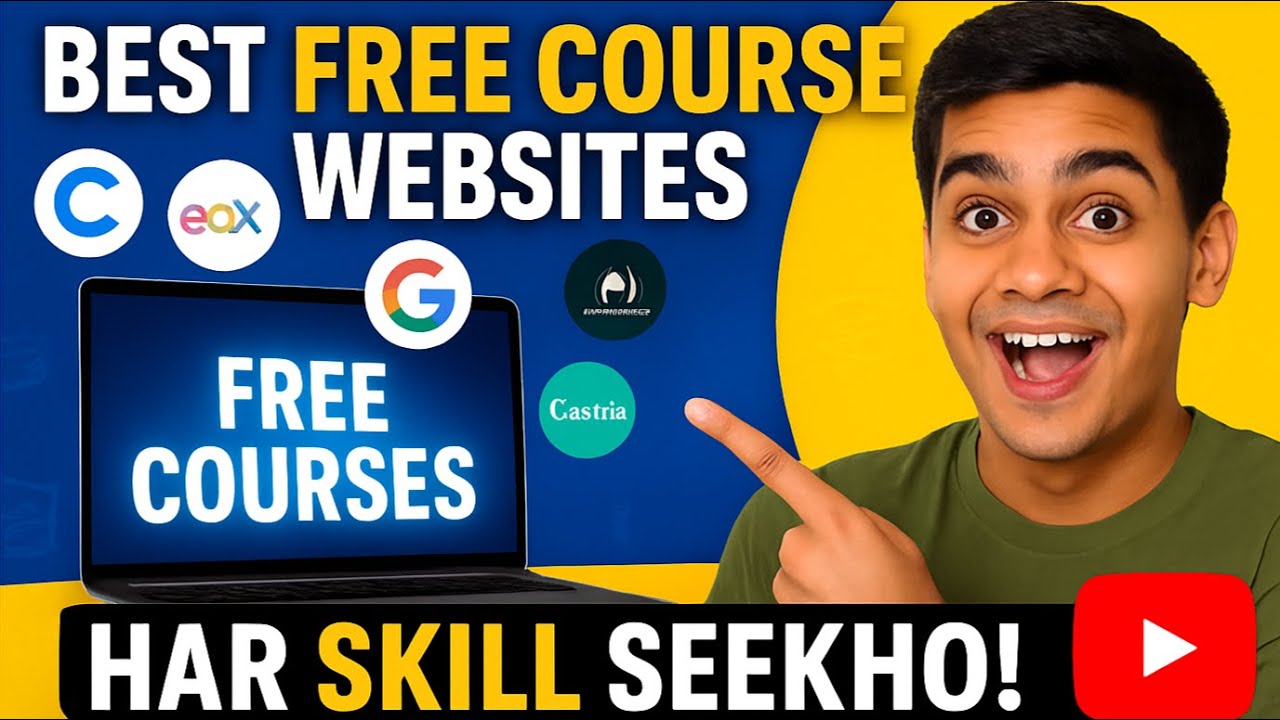 BEST FREE COURSE
WEBSITES
C
eox
G
Castria
FREE
COURSES
HAR SKILL SEEKHO!